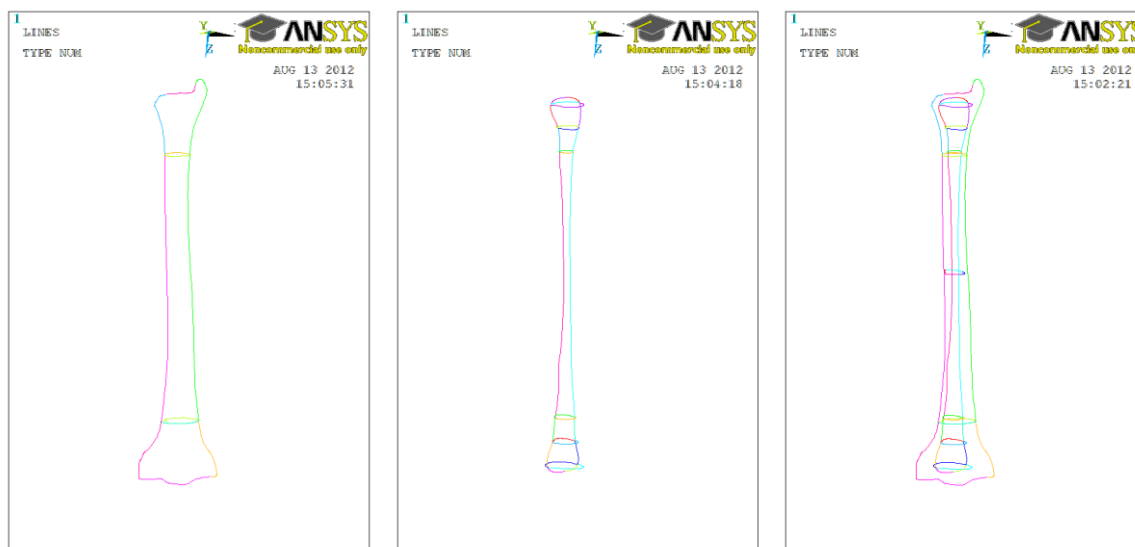 1
LINES
TYPE NUM
Y
Z
ANSYS
Noncommercial use only
AUG 13 2012
15:05:31
1
LINES
TYPE NUM
Y
Z
ANSYS
Noncommercial use only
AUG 13 2012
15:04:18
1
LINES
TYPE NUM
Y
Z
ANSYS
Noncommercial use only
AUG 13 2012
15:02:21